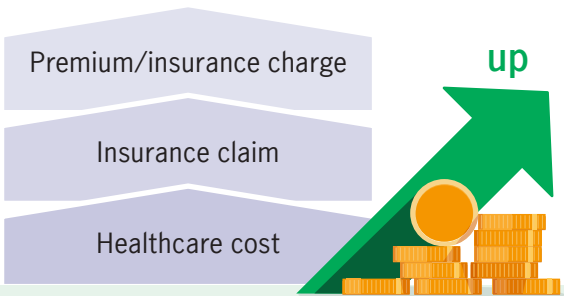 Premium/insurance charge
up
Insurance claim
Healthcare cost